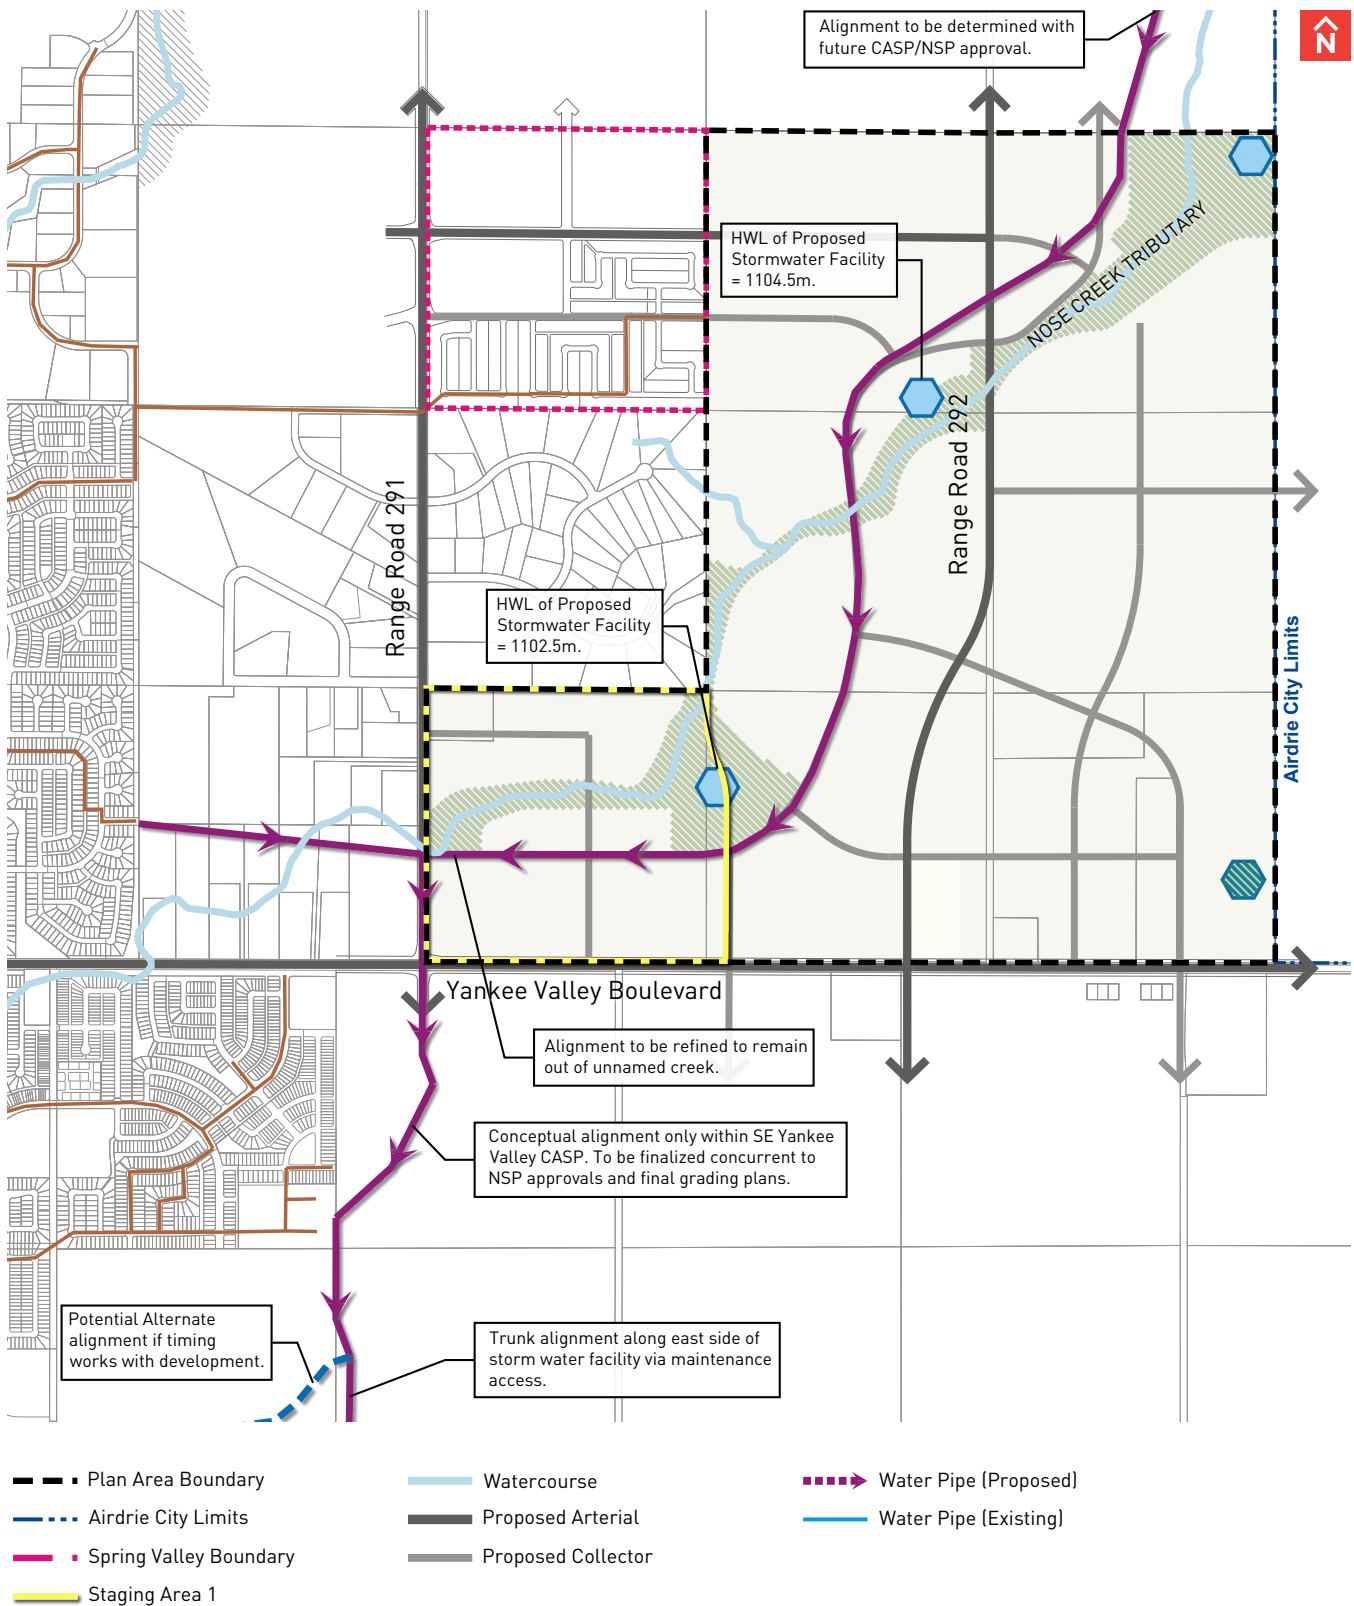 Alignment to be determined with
future CASP/NSP approval.
N
HWL of Proposed
Stormwater Facility
= 1104.5m.
NOSE CREEK TRIBUTARY
Range Road 292
Range Road 291
HWL of Proposed
Stormwater Facility
= 1102.5m.
Airdrie City Limits
Yankee Valley Boulevard
Alignment to be refined to remain
out of unnamed creek.
Conceptual alignment only within SE Yankee
Valley CASP. To be finalized concurrent to
NSP approvals and final grading plans.
Potential Alternate
alignment if timing
works with development.
Trunk alignment along east side of
storm water facility via maintenance
access.
Plan Area Boundary
Airdrie City Limits
Spring Valley Boundary
Staging Area 1
Watercourse
Proposed Arterial
Proposed Collector
Water Pipe (Proposed)
Water Pipe (Existing)